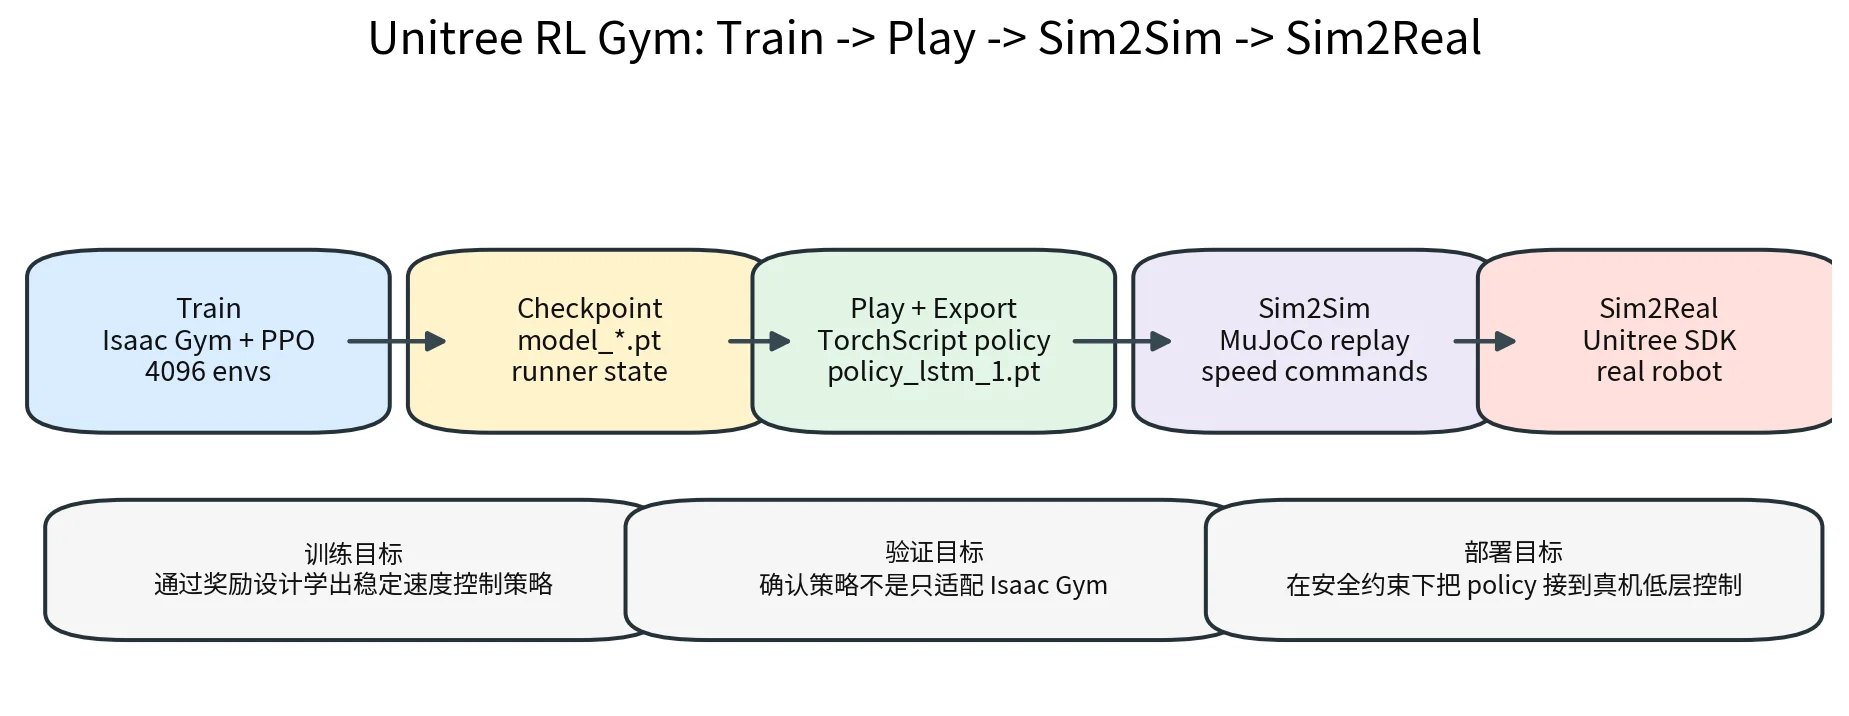 Unitree RL Gym: Train -> Play -> Sim2Sim -> Sim2Real
Train
Isaac Gym + PPO
4096 envs
Checkpoint
model_*.pt
runner state
Play + Export
TorchScript policy
policy_lstm_1.pt
Sim2Sim
MuJoCo replay
speed commands
Sim2Real
Unitree SDK
real robot
训练目标
通过奖励设计学出稳定速度控制策略
验证目标
确认策略不是只适配 Isaac Gym
部署目标
在安全约束下把 policy 接到真机低层控制